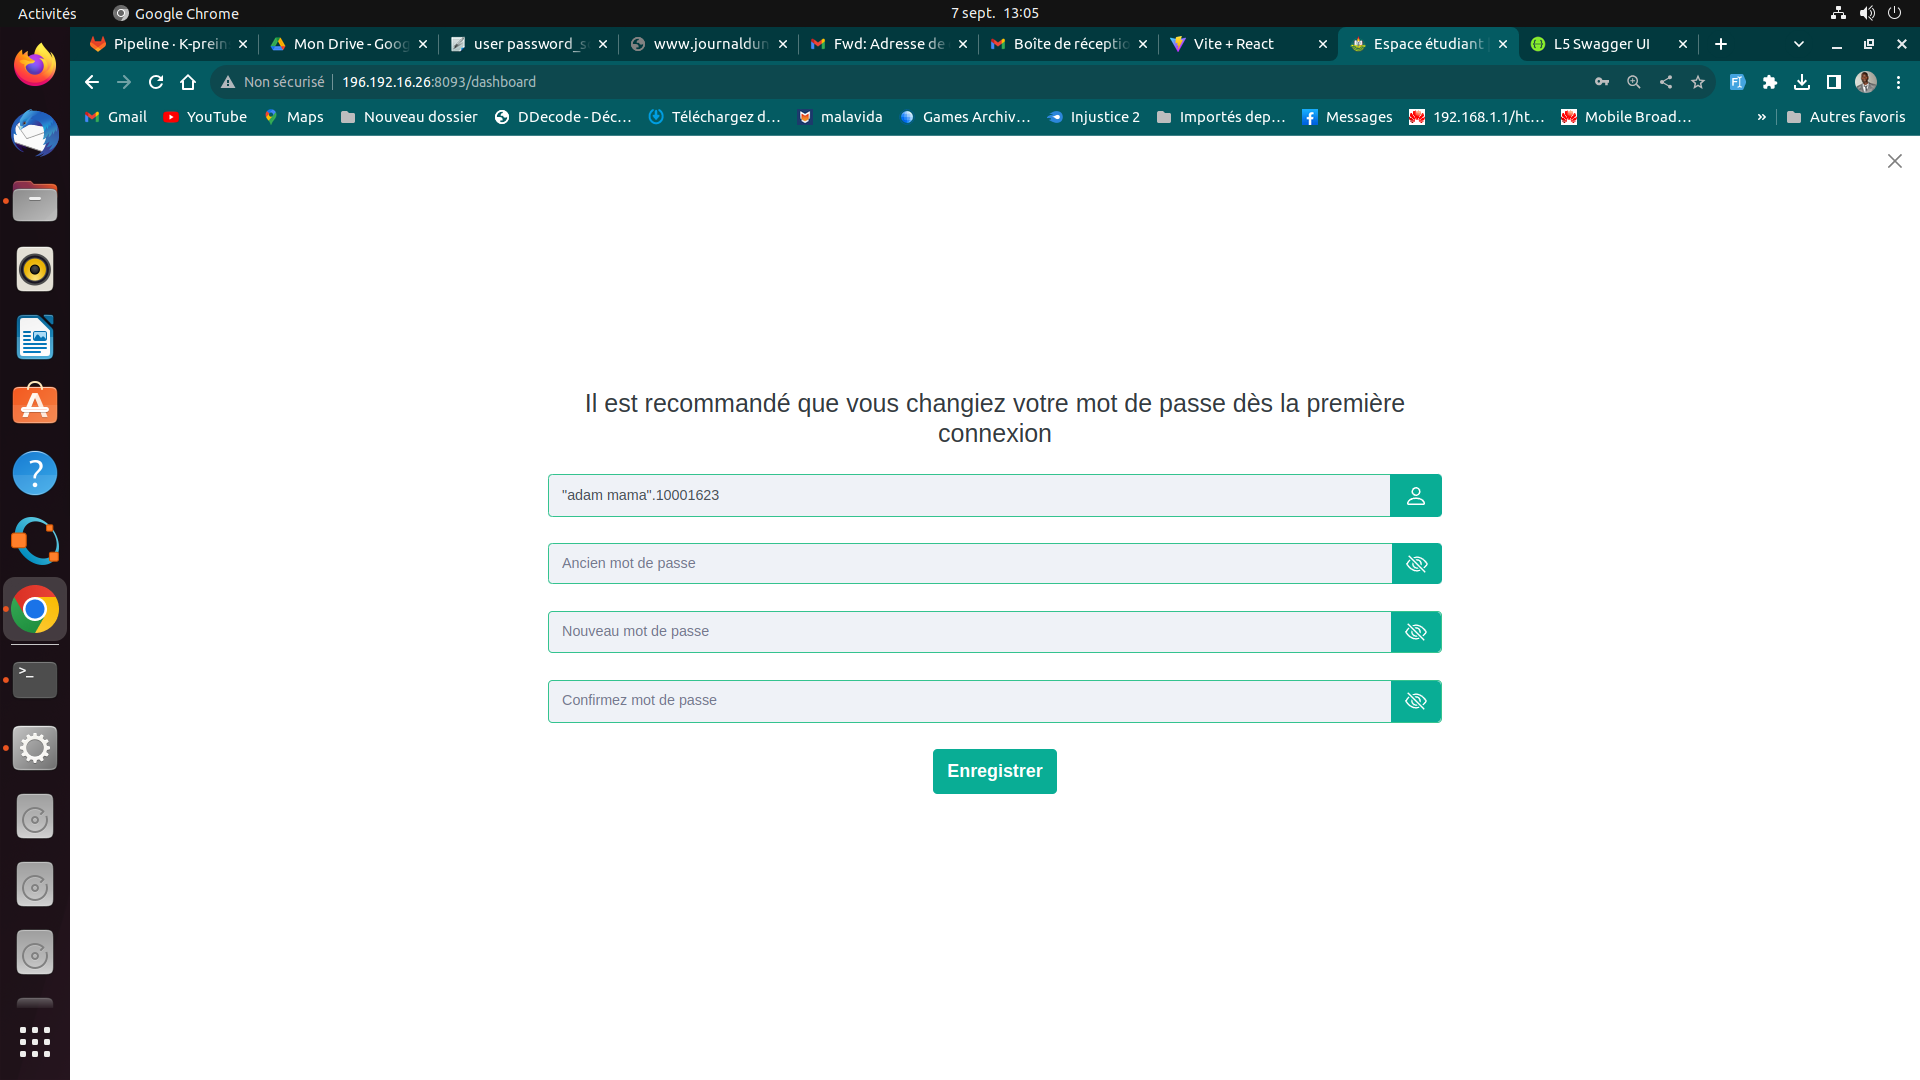 Activités
Google Chrome
7 sept. 13:05
Pipeline · K-prein
Mon Drive - Goog
user password_s
www.journaldun
Fwd: Adresse de
Boîte de réceptio
Vite + React
Espace étudiant
L5 Swagger UI
Non sécurisé
196.192.16.26:8093/dashboard
Gmail
YouTube
Maps
Nouveau dossier
DDecode - Déc…
Téléchargez d…
malavida
Games Archiv…
Injustice 2
Importés dep…
Messages
192.168.1.1/ht…
Mobile Broad…
»
Autres favoris
Il est recommandé que vous changiez votre mot de passe dès la première
connexion
"adam mama".10001623
Ancien mot de passe
Nouveau mot de passe
Confirmez mot de passe
Enregistrer